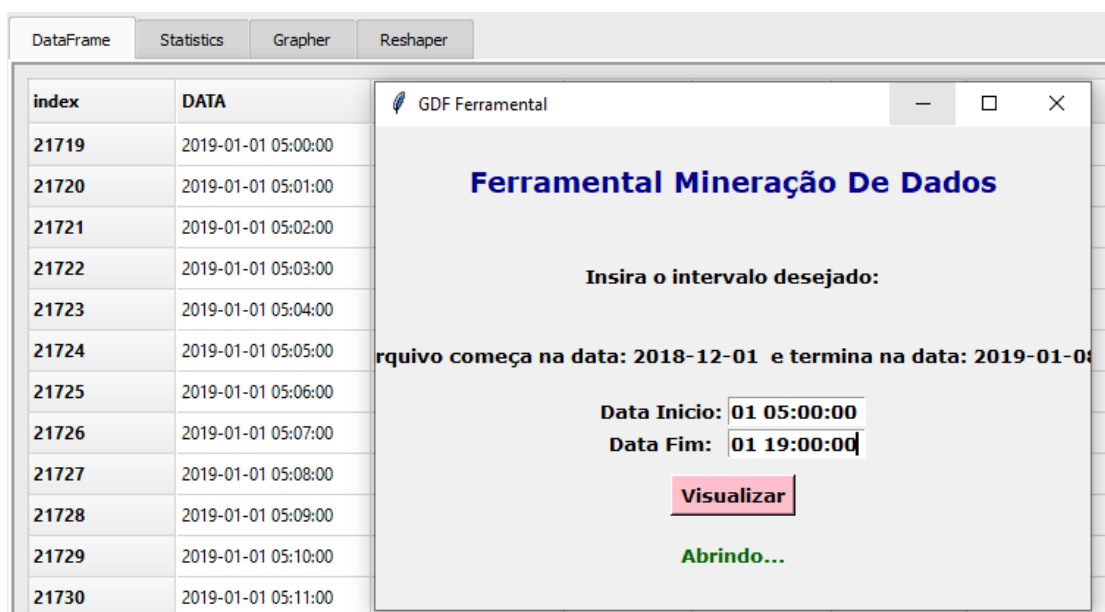 DataFrame Statistics Grapher Reshaper
index DATA
21719 2019-01-01 05:00:00
21720 2019-01-01 05:01:00
21721 2019-01-01 05:02:00
21722 2019-01-01 05:03:00
21723 2019-01-01 05:04:00
21724 2019-01-01 05:05:00
21725 2019-01-01 05:06:00
21726 2019-01-01 05:07:00
21727 2019-01-01 05:08:00
21728 2019-01-01 05:09:00
21729 2019-01-01 05:10:00
21730 2019-01-01 05:11:00
GDF Ferramental
Ferramental Mineração De Dados
Insira o intervalo desejado:
rquivo começa na data: 2018-12-01 e termina na data: 2019-01-08
Data Inicio: 01 05:00:00
Data Fim: 01 19:00:00
Visualizar
Abrindo...